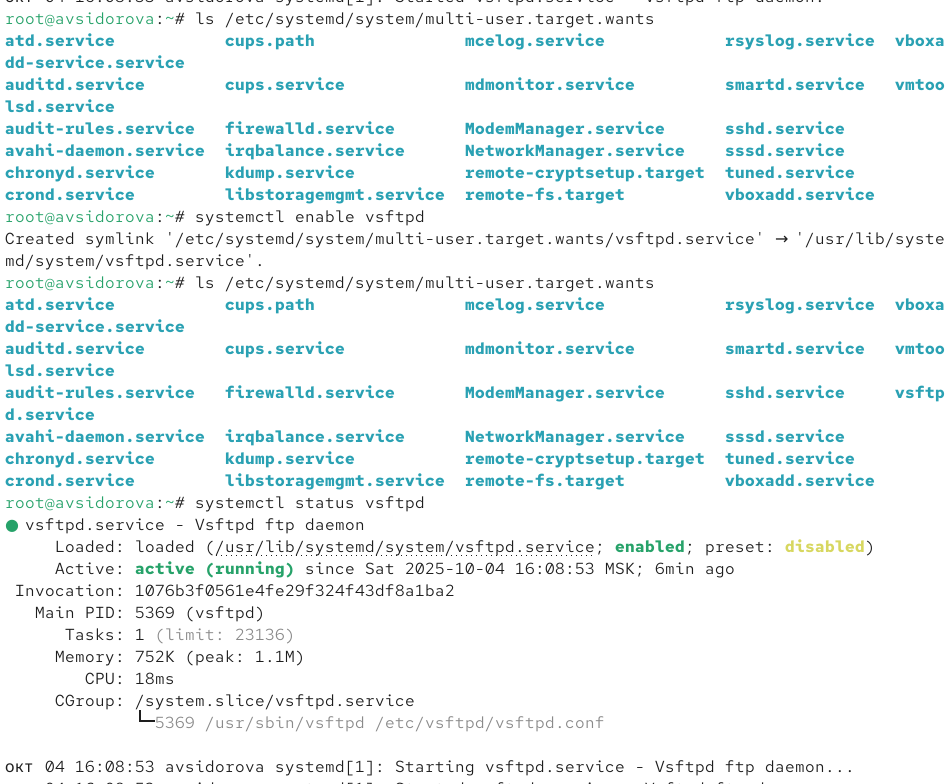 root@avsidorova:~# ls /etc/systemd/system/multi-user.target.wants
atd.service cups.path mcelog.service rsyslog.service vboxa
dd-service.service
auditd.service cups.service mdmonitor.service smartd.service vmtoo
lsd.service
audit-rules.service firewalld.service ModemManager.service sshd.service
avahi-daemon.service irqbalance.service NetworkManager.service sssd.service
chronyd.service kdump.service remote-cryptsetup.target tuned.service
crond.service libstoragemgmt.service remote-fs.target vboxadd.service
root@avsidorova:~# systemctl enable vsftpd
Created symlink '/etc/systemd/system/multi-user.target.wants/vsftpd.service' → '/usr/lib/syste
md/system/vsftpd.service'.
root@avsidorova:~# ls /etc/systemd/system/multi-user.target.wants
atd.service cups.path mcelog.service rsyslog.service vboxa
dd-service.service
auditd.service cups.service mdmonitor.service smartd.service vmtoo
lsd.service
audit-rules.service firewalld.service ModemManager.service sshd.service vsftp
d.service
avahi-daemon.service irqbalance.service NetworkManager.service sssd.service
chronyd.service kdump.service remote-cryptsetup.target tuned.service
crond.service libstoragemgmt.service remote-fs.target vboxadd.service
root@avsidorova:~# systemctl status vsftpd
● vsftpd.service - Vsftpd ftp daemon
Loaded: loaded (/usr/lib/systemd/system/vsftpd.service; enabled; preset: disabled)
Active: active (running) since Sat 2025-10-04 16:08:53 MSK; 6min ago
Invocation: 1076b3f0561e4fe29f324f43df8a1ba2
Main PID: 5369 (vsftpd)
Tasks: 1 (limit: 23136)
Memory: 752K (peak: 1.1M)
CPU: 18ms
CGroup: /system.slice/vsftpd.service
└─5369 /usr/sbin/vsftpd /etc/vsftpd/vsftpd.conf
окт 04 16:08:53 avsidorova systemd[1]: Starting vsftpd.service - Vsftpd ftp daemon...